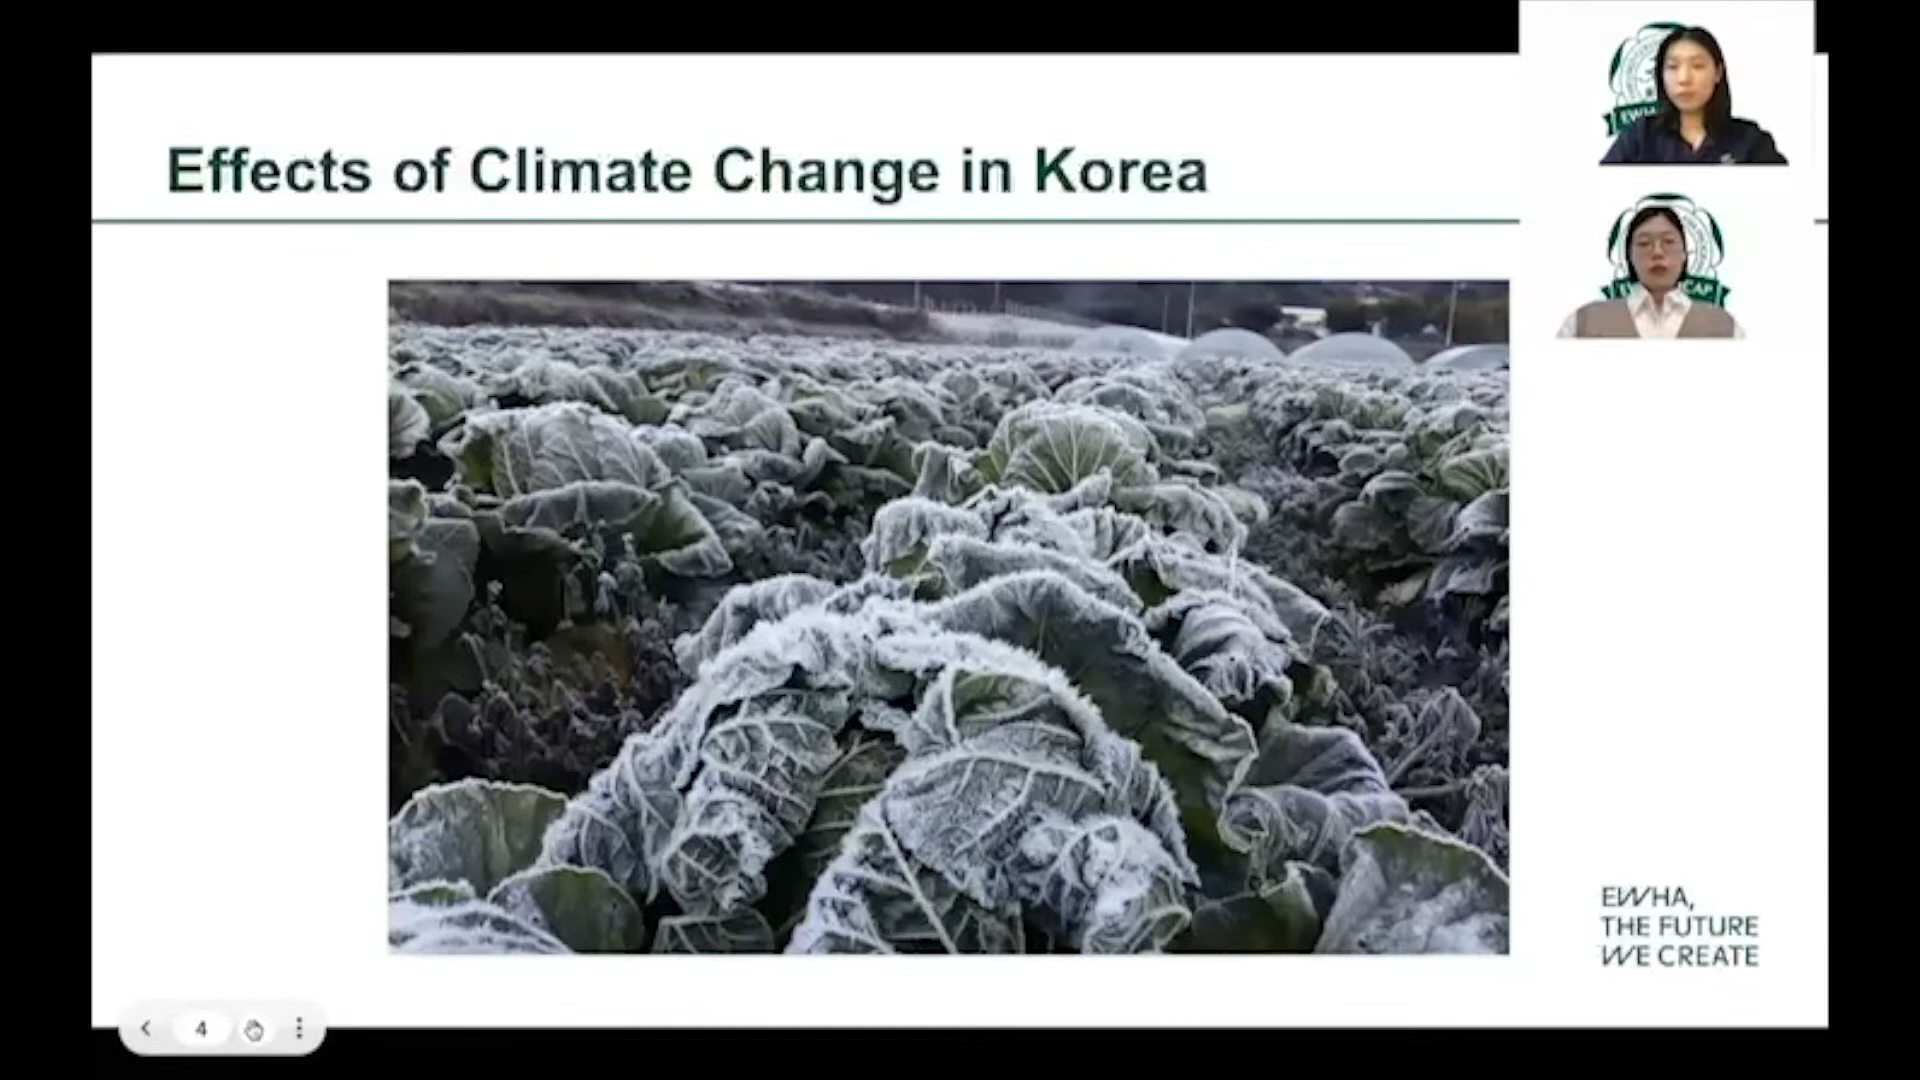 Effects of Climate Change in Korea
EWHA,
THE FUTURE
WE CREATE
4